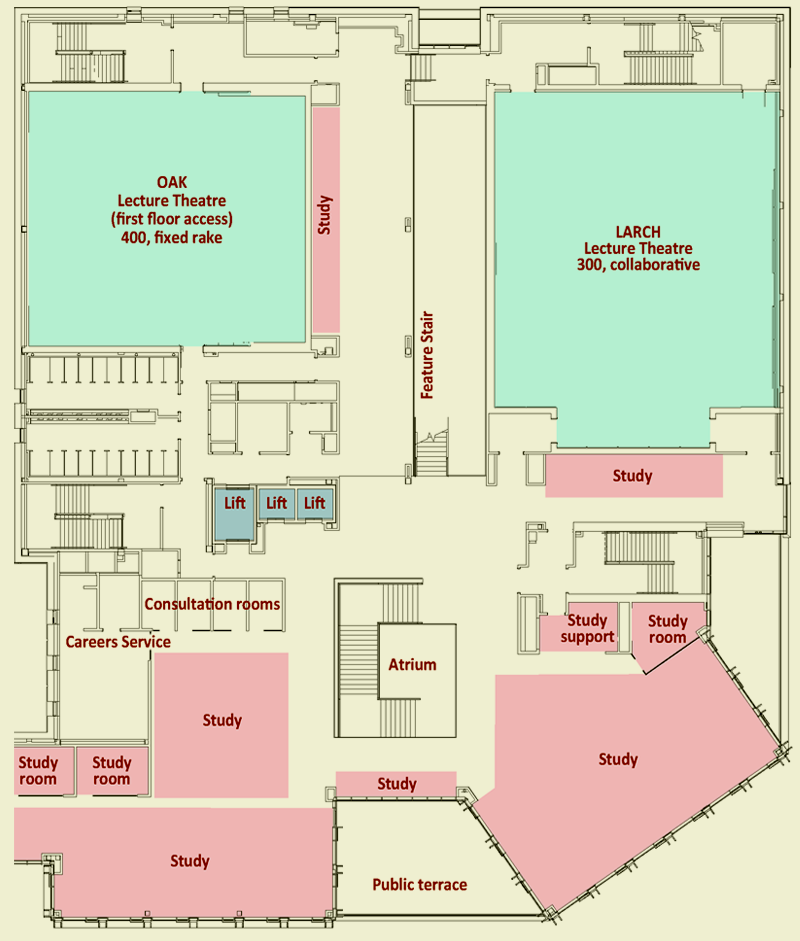 OAK
Lecture Theatre
(first floor access)
400, fixed rake
Study
LARCH
Lecture Theatre
300, collaborative
Feature Stair
Study
Lift
Lift
Lift
Consultation rooms
Careers Service
Study
support
Study
room
Atrium
Study
Study
room
Study
room
Study
Study
Study
Public terrace